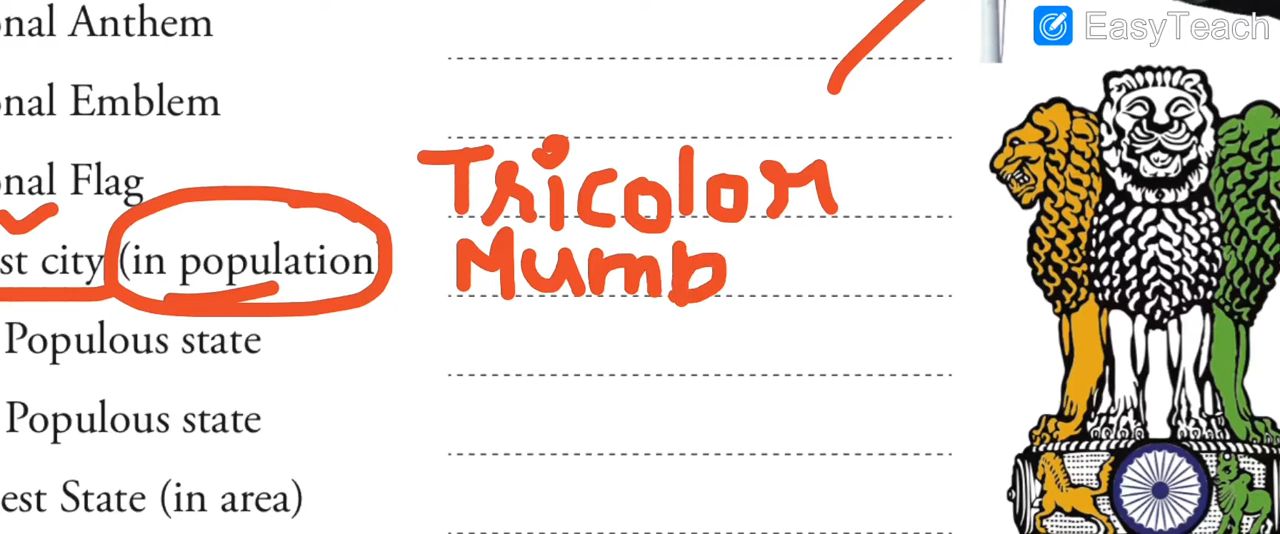 EasyTeach
onal Anthem
onal Emblem
onal Flag Tricolor
st city (in population Mumb
Populous state
Populous state
est State (in area)